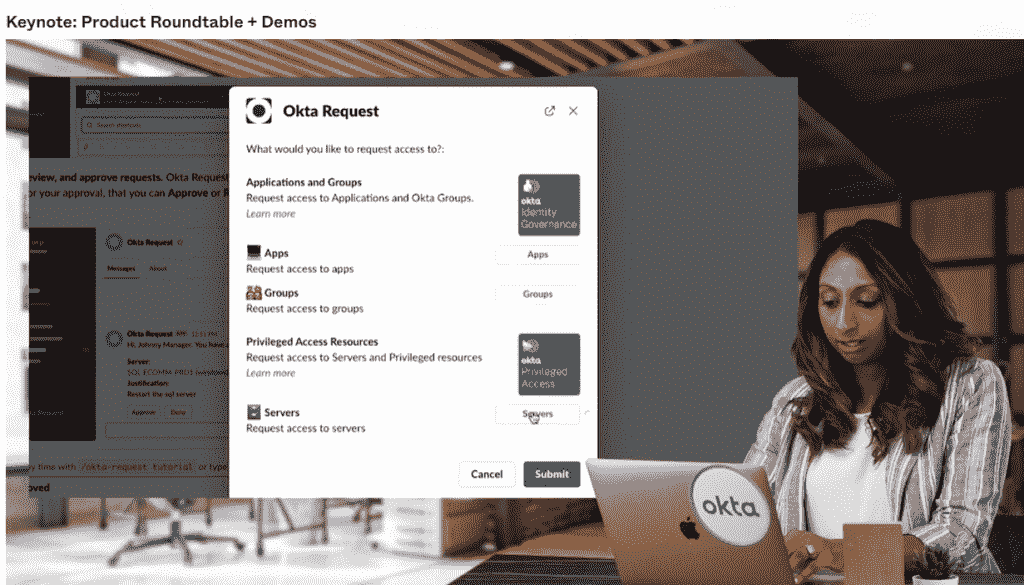 Keynote: Product Roundtable + Demos
Okta Request
What would you like to request access to?:
Applications and Groups
Request access to Applications and Okta Groups.
Learn more
okta
Identity
Governance
Apps
Request access to apps
Apps
Groups
Request access to groups
Groups
Privileged Access Resources
Request access to Servers and Privileged resources
Learn more
okta
Privileged
Access
Servers
Request access to servers
Servers
Cancel
Submit
Okta Request
eview, and approve requests. Okta Request
or your approval, that you can Approve or
Okta Request
Messages About
Okta Request APP
Hi, Johnny Manager. You have
Server:
Justification:
Restart the sql server
Approve Deny
time with /okta-request tutorial or type
oved
okta